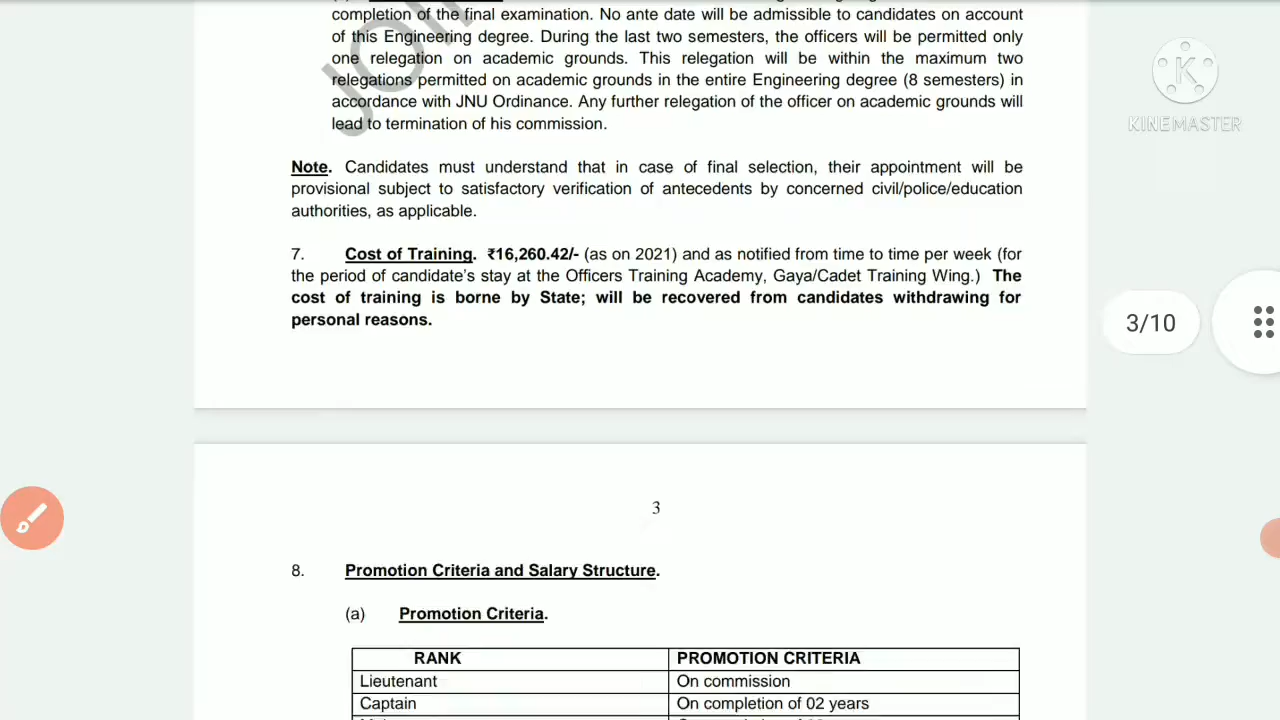 completion of the final examination. No ante date will be admissible to candidates on account
of this Engineering degree. During the last two semesters, the officers will be permitted only
one relegation on academic grounds. This relegation will be within the maximum two
relegations permitted on academic grounds in the entire Engineering degree (8 semesters) in
accordance with JNU Ordinance. Any further relegation of the officer on academic grounds will
lead to termination of his commission.
Note. Candidates must understand that in case of final selection, their appointment will be
provisional subject to satisfactory verification of antecedents by concerned civil/police/education
authorities, as applicable.
7. Cost of Training. ₹16,260.42/- (as on 2021) and as notified from time to time per week (for
the period of candidate's stay at the Officers Training Academy, Gaya/Cadet Training Wing.) The
cost of training is borne by State; will be recovered from candidates withdrawing for
personal reasons.
3
8. Promotion Criteria and Salary Structure.
(a) Promotion Criteria.
RANK PROMOTION CRITERIA
Lieutenant On commission
Captain On completion of 02 years
K
KINEMASTER
3/10